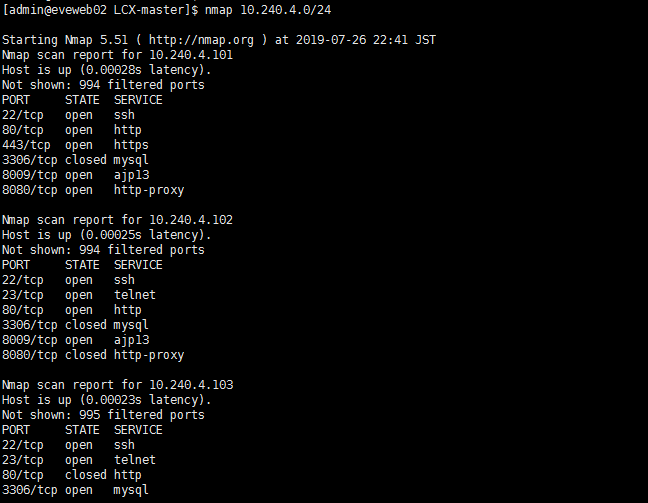 [admin@eveweb02 LCX-master]$ nmap 10.240.4.0/24
Starting Nmap 5.51 ( http://nmap.org ) at 2019-07-26 22:41 JST
Nmap scan report for 10.240.4.101
Host is up (0.00028s latency).
Not shown: 994 filtered ports
PORT     STATE  SERVICE
22/tcp   open   ssh
80/tcp   open   http
443/tcp  open   https
3306/tcp closed mysql
8009/tcp open   ajp13
8080/tcp open   http-proxy
Nmap scan report for 10.240.4.102
Host is up (0.00025s latency).
Not shown: 994 filtered ports
PORT     STATE  SERVICE
22/tcp   open   ssh
23/tcp   open   telnet
80/tcp   open   http
3306/tcp closed mysql
8009/tcp open   ajp13
8080/tcp closed http-proxy
Nmap scan report for 10.240.4.103
Host is up (0.00023s latency).
Not shown: 995 filtered ports
PORT     STATE  SERVICE
22/tcp   open   ssh
23/tcp   open   telnet
80/tcp   closed http
3306/tcp open   mysql